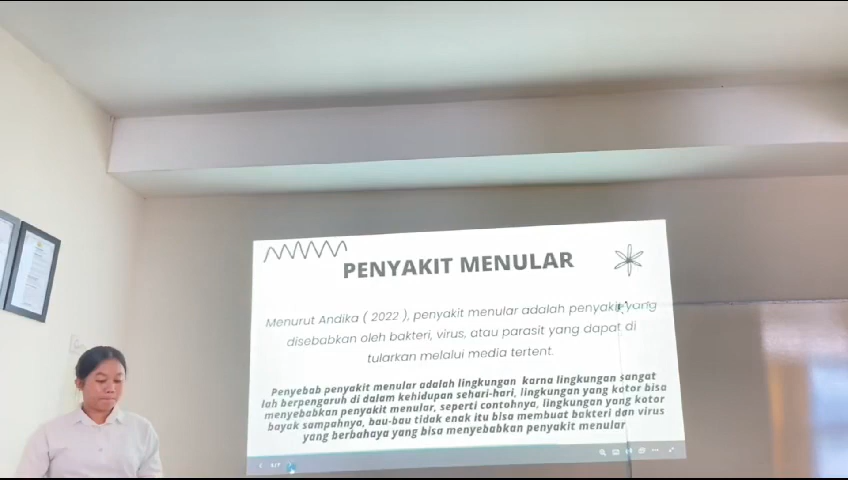 PENYAKIT MENULAR
Menurut Andika ( 2022 ), penyakit menular adalah penyakit yang
disebabkan oleh bakteri, virus, atau parasit yang dapat di
tularkan melalui media tertent.
Penyebab penyakit menular adalah lingkungan karna lingkungan sangat
lah berpengaruh di dalam kehidupan sehari-hari, lingkungan yang kotor bisa
menyebabkan penyakit menular, seperti contohnya, lingkungan yang kotor
bayak sampahnya, bau-bau tidak enak itu bisa membuat bakteri dan virus
yang berbahaya yang bisa menyebabkan penyakit menular